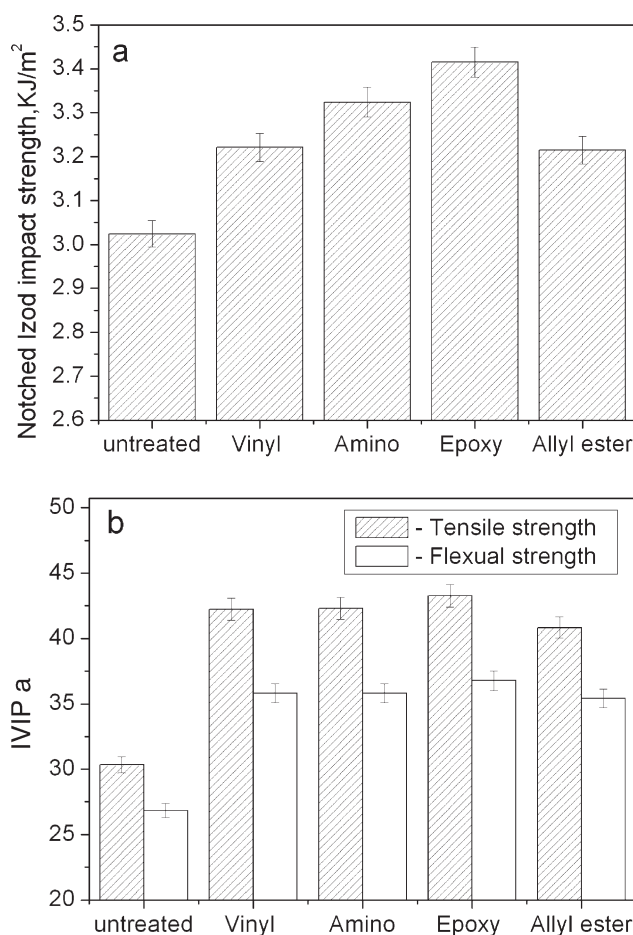 Notched Izod impact strength,KJ/m²
a
3.5
3.4
3.3
3.2
3.1
3.0
2.9
2.8
2.7
2.6
untreated Vinyl Amino Epoxy Allyl ester
IVIP a
b
50
45
40
35
30
25
20
- Tensile strength
- Flexual strength
untreated Vinyl Amino Epoxy Allyl ester